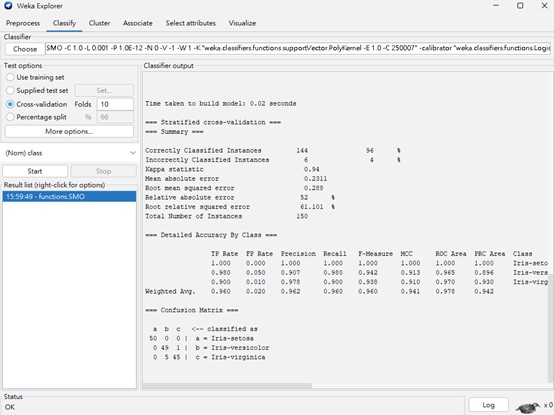 Weka Explorer
Preprocess Classify Cluster Associate Select attributes Visualize
Classifier
Choose SMO -C 1.0 -L 0.001 -P 1.0E-12 -N 0 -V -1 -W 1 -K "weka.classifiers.functions.supportVector.PolyKernel -E 1.0 -C 250007" -calibrator "weka.classifiers.functions.Logis
Test options
Use training set
Supplied test set Set...
Cross-validation Folds 10
Percentage split % 66
More options...
(Nom) class
Start Stop
Result list (right-click for options)
15:59:49 - functions.SMO
Classifier output
Time taken to build model: 0.02 seconds
=== Stratified cross-validation ===
=== Summary ===
Correctly Classified Instances 144 96 %
Incorrectly Classified Instances 6 4 %
Kappa statistic 0.94
Mean absolute error 0.2311
Root mean squared error 0.288
Relative absolute error 52 %
Root relative squared error 61.101 %
Total Number of Instances 150
=== Detailed Accuracy By Class ===
TP Rate FP Rate Precision Recall F-Measure MCC ROC Area PRC Area Class
1.000 0.000 1.000 1.000 1.000 1.000 1.000 1.000 Iris-seto
0.980 0.050 0.907 0.980 0.942 0.913 0.965 0.896 Iris-vers
0.900 0.010 0.978 0.900 0.938 0.910 0.970 0.930 Iris-virg
Weighted Avg. 0.960 0.020 0.962 0.960 0.960 0.941 0.978 0.942
=== Confusion Matrix ===
a b c <-- classified as
50 0 0 | a = Iris-setosa
0 49 1 | b = Iris-versicolor
0 5 45 | c = Iris-virginica
Status
OK
Log x 0